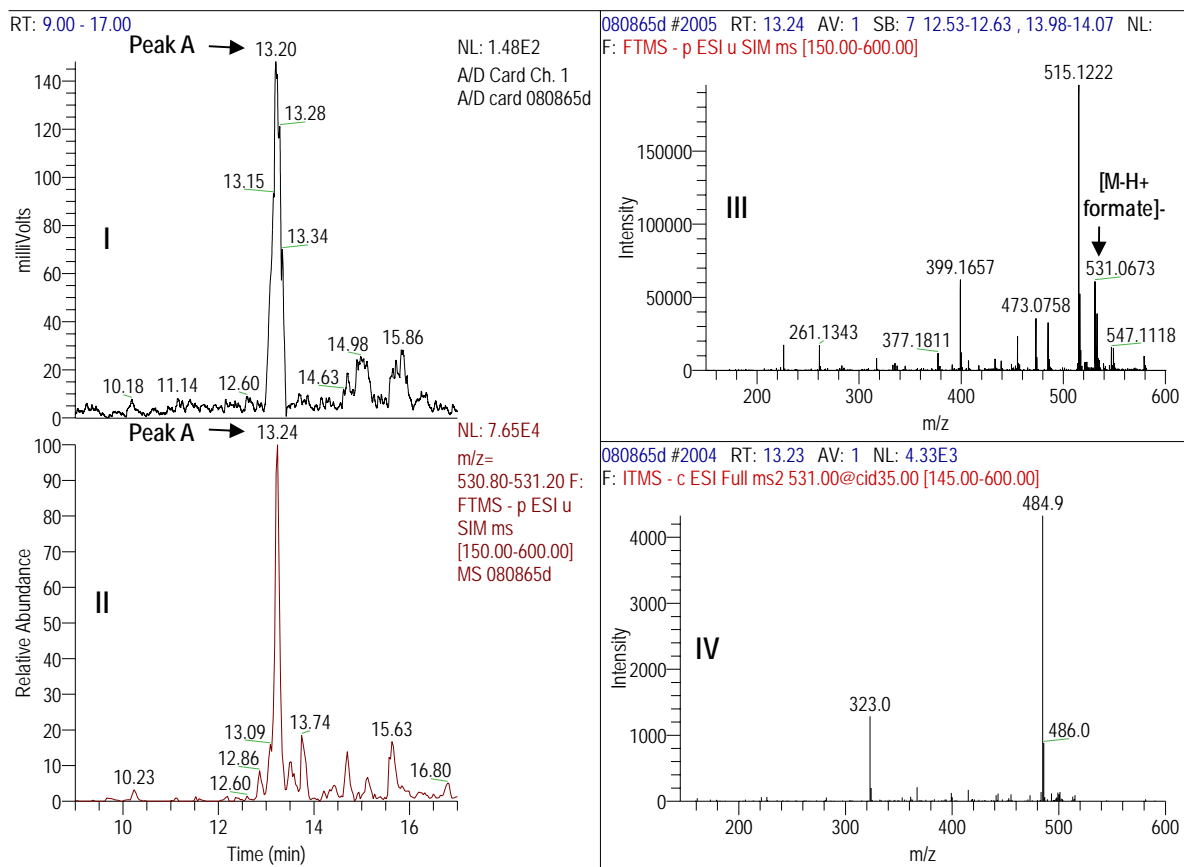 RT: 9.00 - 17.00
Peak A
13.20
NL: 1.48E2
A/D Card Ch. 1
A/D card 080865d
140
120
100
80
60
40
20
0
milliVolts
I
13.28
13.15
13.34
10.18
11.14
12.60
14.63
14.98
15.86
Peak A
13.24
NL: 7.65E4
m/z=
530.80-531.20 F:
FTMS - p ESI u
SIM ms
[150.00-600.00]
MS 080865d
100
90
80
70
60
50
40
30
20
10
0
Relative Abundance
II
10.23
12.60
12.86
13.09
13.74
15.63
16.80
10 12 14 16
Time (min)
080865d #2005 RT: 13.24 AV: 1 SB: 7 12.53-12.63 , 13.98-14.07 NL:
F: FTMS - p ESI u SIM ms [150.00-600.00]
515.1222
150000
100000
50000
0
Intensity
III
[M-H+
formate]-
531.0673
399.1657
473.0758
547.1118
377.1811
261.1343
200 300 400 500 600
m/z
080865d #2004 RT: 13.23 AV: 1 NL: 4.33E3
F: ITMS - c ESI Full ms2 531.00@cid35.00 [145.00-600.00]
484.9
4000
3000
2000
1000
0
Intensity
IV
323.0
486.0
200 300 400 500 600
m/z